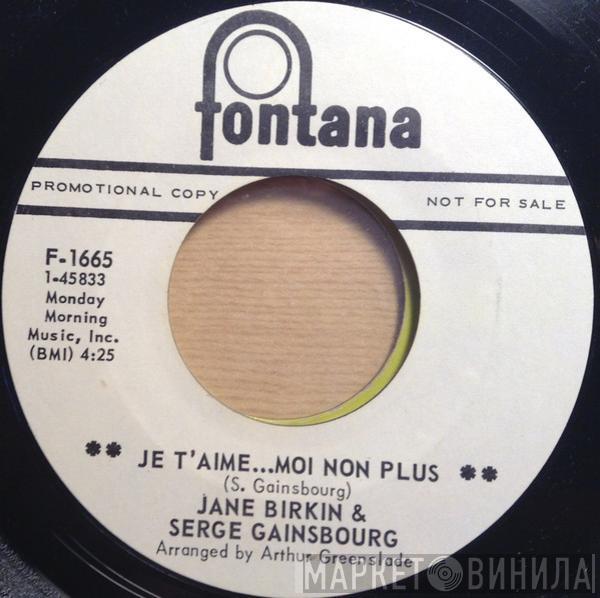 fontana
PROMOTIONAL COPY
NOT FOR SALE
F-1665
1-45833
Monday
Morning
Music, Inc.
(BMI) 4:25
** JE T'AIME...MOI NON PLUS **
(S. Gainsbourg)
JANE BIRKIN &
SERGE GAINSBOURG
Arranged by Arthur Greenslade
МАРКЕТ ВИНИЛА